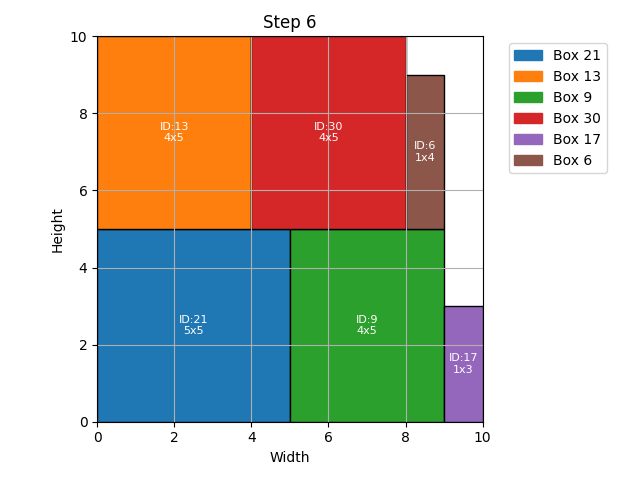 Step 6
10
8
6
4
2
0
Height
ID:13
4x5
ID:30
4x5
ID:6
1x4
ID:21
5x5
ID:9
4x5
ID:17
1x3
0
2
4
6
8
10
Width
Box 21
Box 13
Box 9
Box 30
Box 17
Box 6